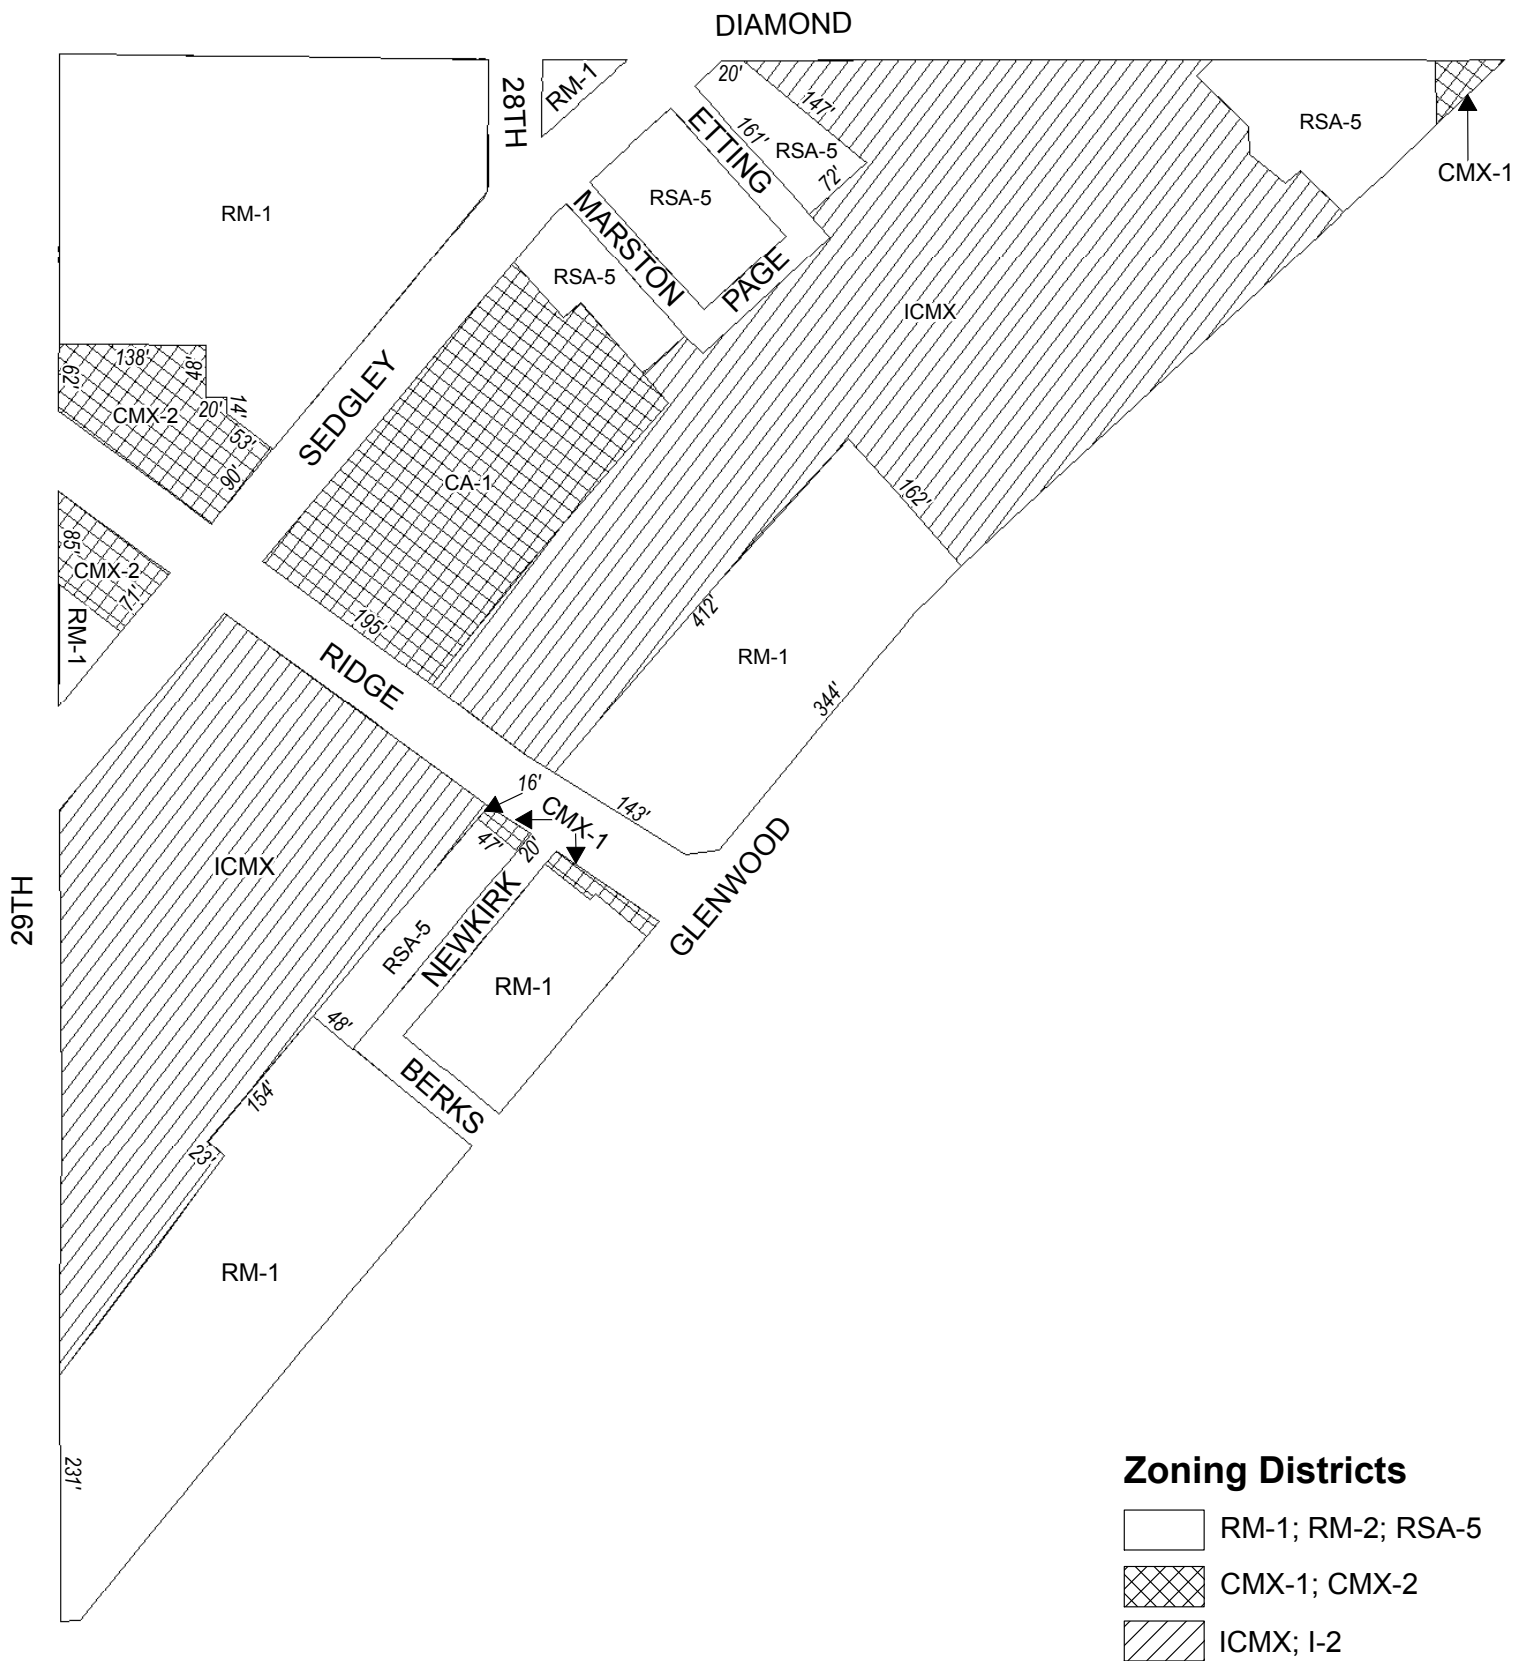 DIAMOND
28TH
RM-1
20'
147'
ETTING
161'
RSA-5
72'
RSA-5
CMX-1
RM-1
RSA-5
MARSTON
PAGE
RSA-5
ICMX
138'
48'
62'
SEDGLEY
CMX-2
20'
14'
53'
90'
CA-1
162'
85'
CMX-2
71'
RM-1
195'
412'
RIDGE
RM-1
344'
16'
CMX-1
143'
47'
20'
ICMX
GLENWOOD
29TH
NEWKIRK
RSA-5
RM-1
48'
BERKS
154'
23'
RM-1
231'
Zoning Districts
RM-1; RM-2; RSA-5
CMX-1; CMX-2
ICMX; I-2